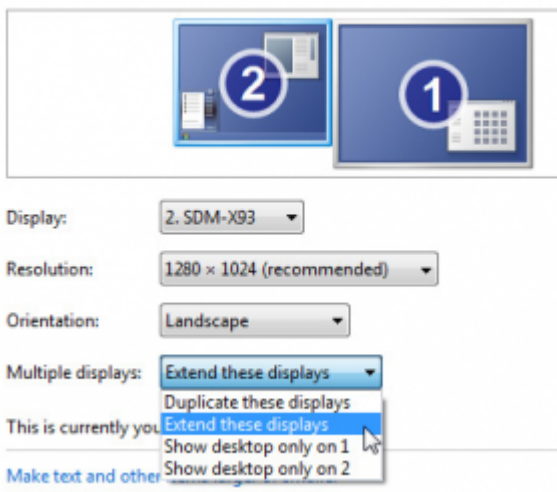 2
1
Display: 2. SDM-X93
Resolution: 1280 × 1024 (recommended)
Orientation: Landscape
Multiple displays: Extend these displays
Duplicate these displays
This is currently you
Extend these displays
Show desktop only on 1
Make text and other
Show desktop only on 2